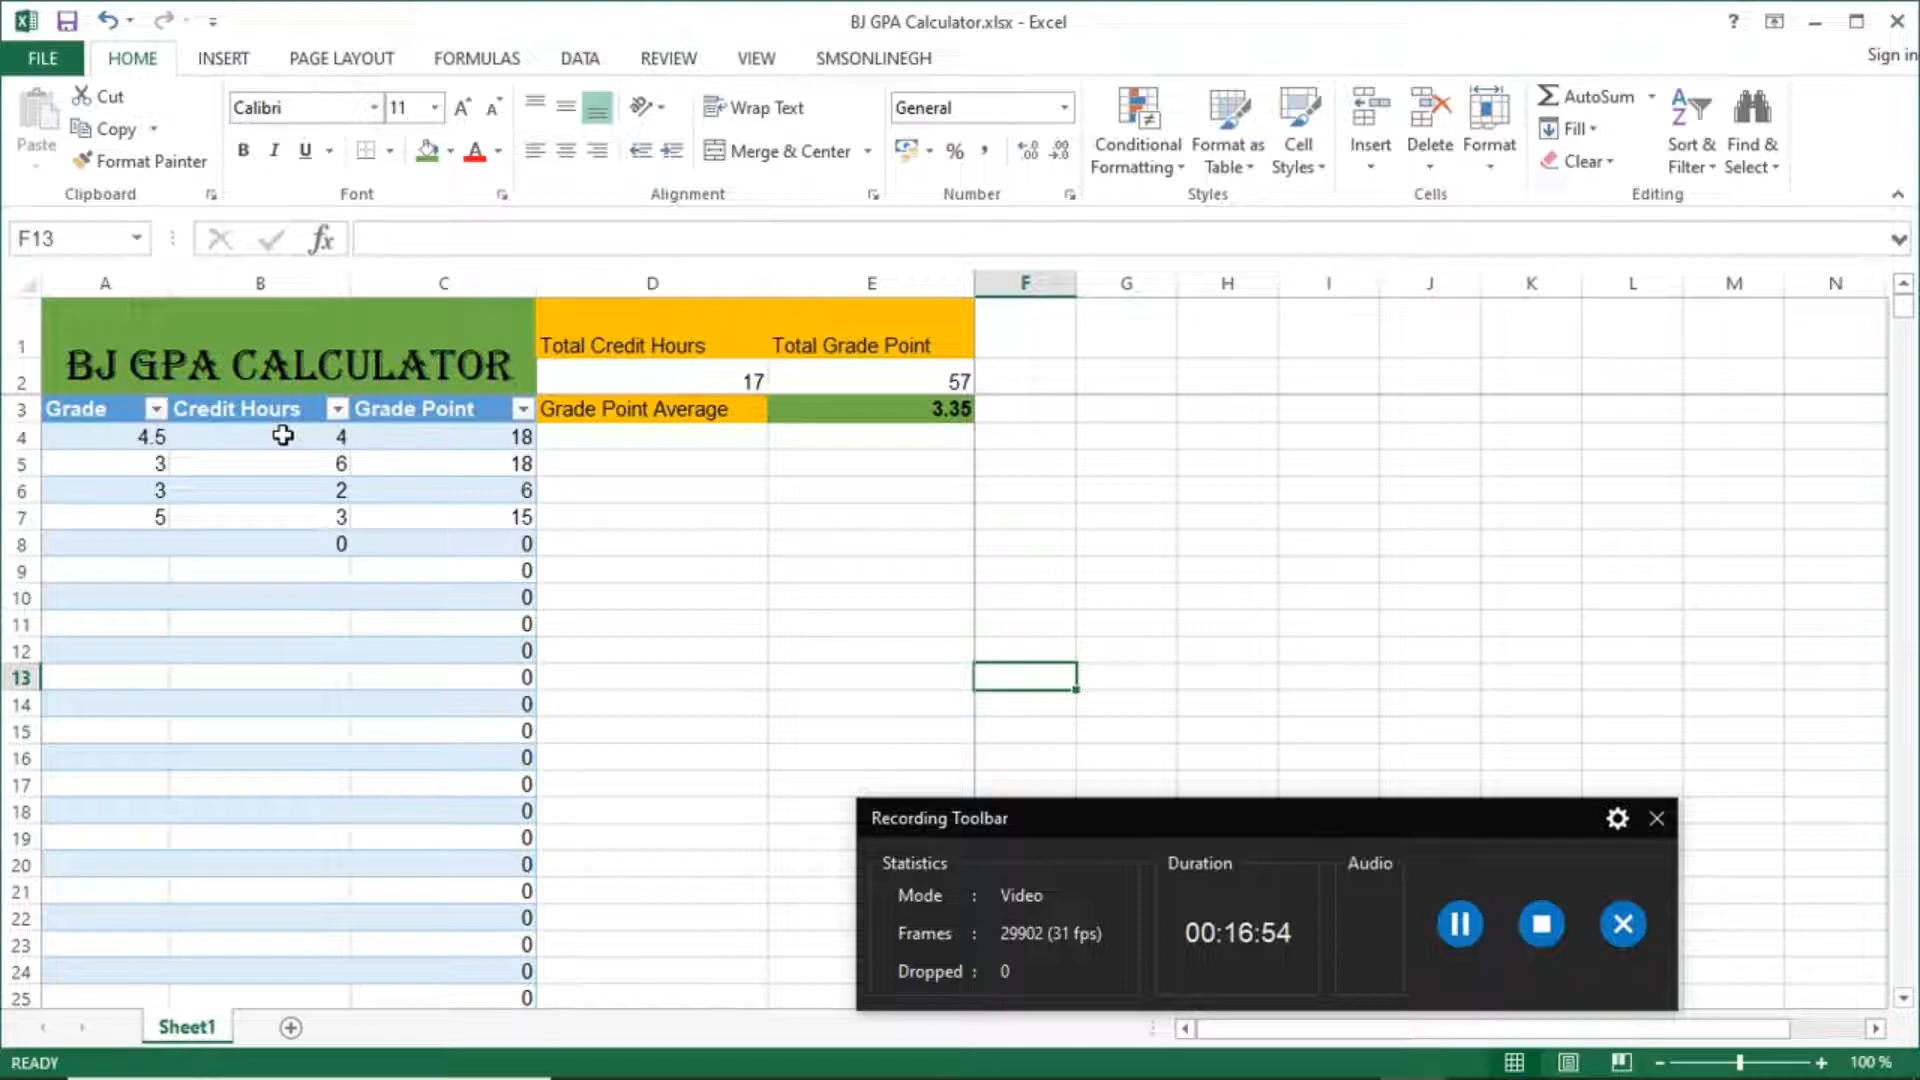 BJ GPA Calculator.xlsx - Excel
?
FILE HOME INSERT PAGE LAYOUT FORMULAS DATA REVIEW VIEW SMSONLINEGH Sign in
Paste Cut Copy Format Painter
Clipboard
Calibri 11 A A
B I U A
Font
Wrap Text
Merge & Center
Alignment
General
% , .00 .0
Number
Conditional Formatting Format as Table Cell Styles
Styles
Insert Delete Format
Cells
AutoSum
Fill
Clear
Sort & Filter Find & Select
Editing
F13 fx
A B C D E F G H I J K L M N
1 BJ GPA CALCULATOR Total Credit Hours Total Grade Point
2 17 57
3 Grade Credit Hours Grade Point Grade Point Average 3.35
4 4.5 4 18
5 3 6 18
6 3 2 6
7 5 3 15
8 0 0
9 0
10 0
11 0
12 0
13 0
14 0
15 0
16 0
17 0
18 0
19 0
20 0
21 0
22 0
23 0
24 0
25 0
Recording Toolbar
Statistics Duration Audio
Mode : Video
Frames : 29902 (31 fps)
00:16:54
Dropped : 0
Sheet1
READY
100 %